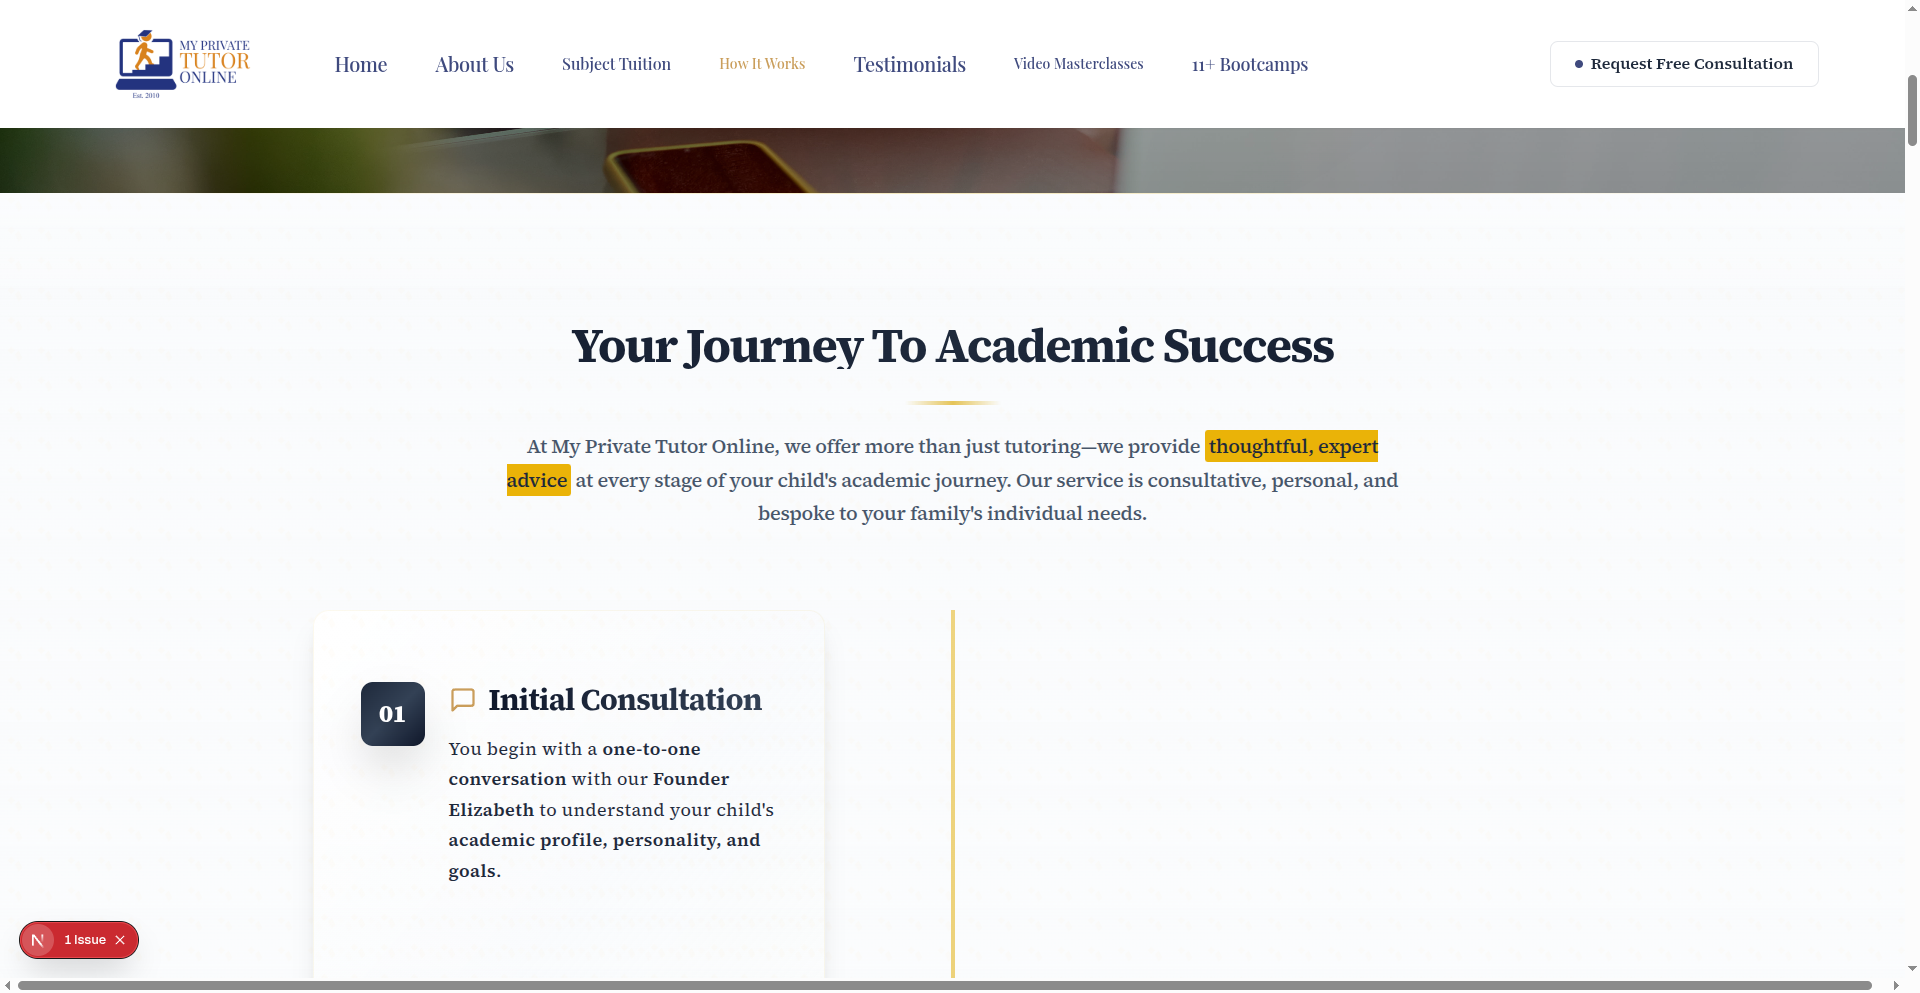 MY PRIVATE
TUTOR
ONLINE
Est. 2010
Home
About Us
Subject Tuition
How It Works
Testimonials
Video Masterclasses
11+ Bootcamps
Request Free Consultation
Your Journey To Academic Success
At My Private Tutor Online, we offer more than just tutoring—we provide thoughtful, expert
advice at every stage of your child's academic journey. Our service is consultative, personal, and
bespoke to your family's individual needs.
01
Initial Consultation
You begin with a one-to-one
conversation with our Founder
Elizabeth to understand your child's
academic profile, personality, and
goals.
N
1 Issue